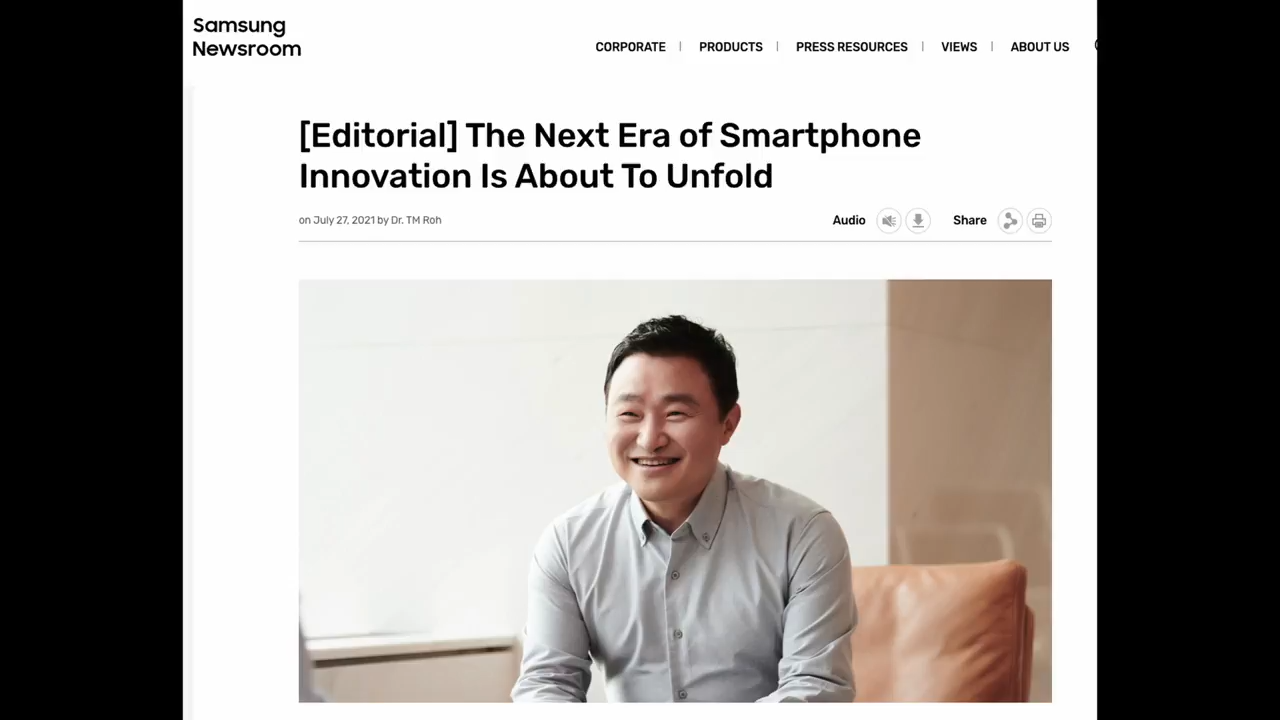 Samsung
Newsroom
CORPORATE | PRODUCTS | PRESS RESOURCES | VIEWS | ABOUT US
[Editorial] The Next Era of Smartphone
Innovation Is About To Unfold
on July 27, 2021 by Dr. TM Roh
Audio
Share